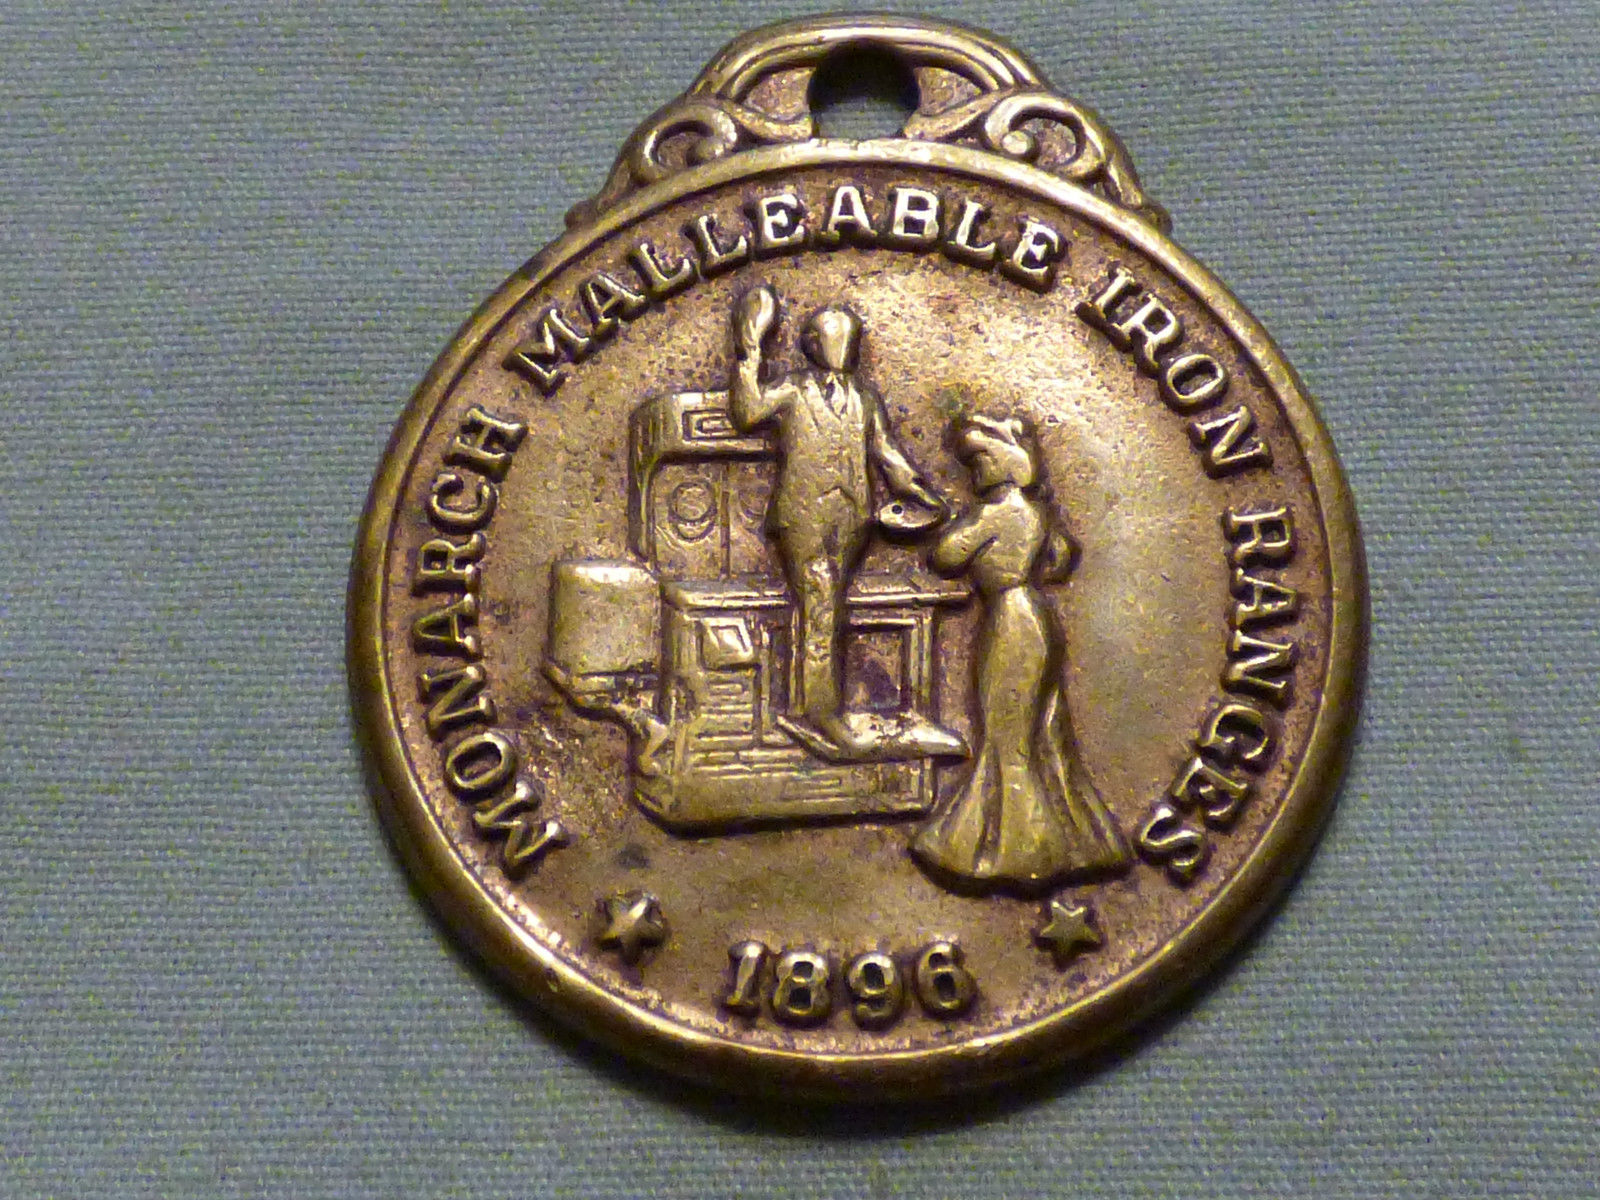 MONARCH MALLEABLE IRON RANGES
1896